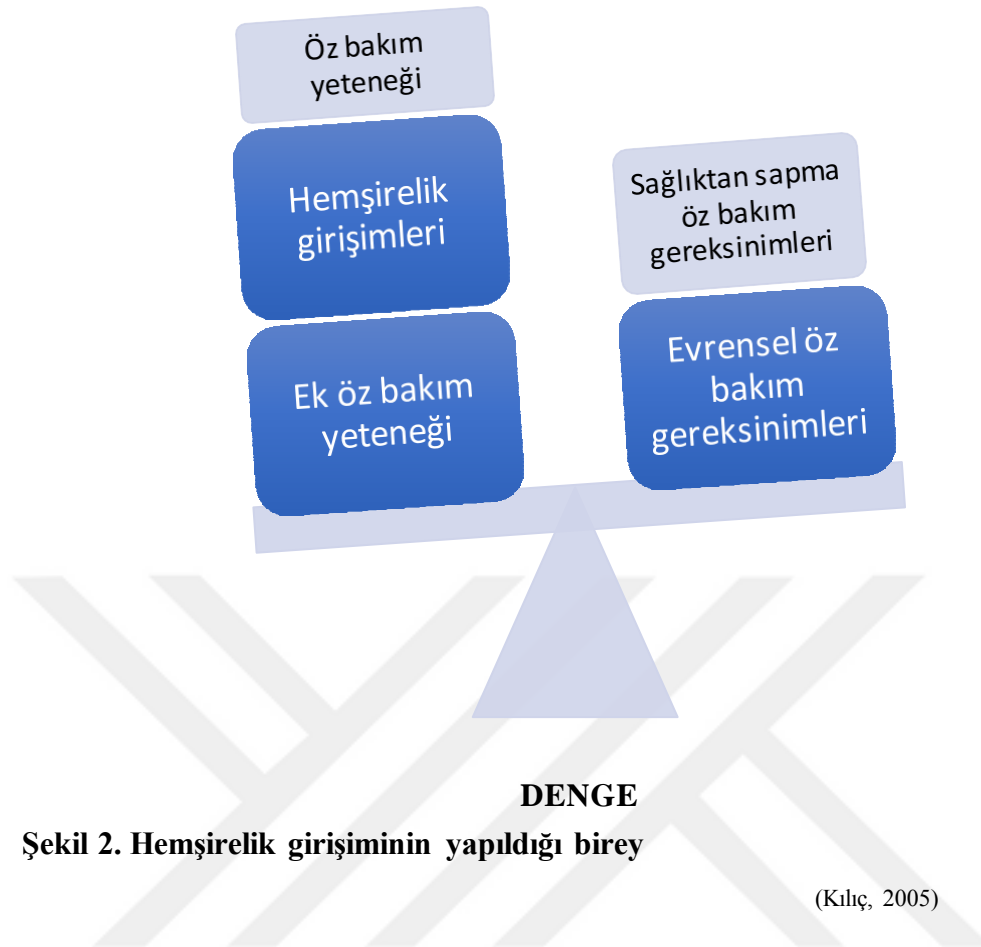 Öz bakım
yeteneği
Hemşirelik
girişimleri
Ek öz bakım
yeteneği
Sağlıktan sapma
öz bakım
gereksinimleri
Evrensel öz
bakım
gereksinimleri
DENGE
Şekil 2. Hemşirelik girişiminin yapıldığı birey
(Kılıç, 2005)